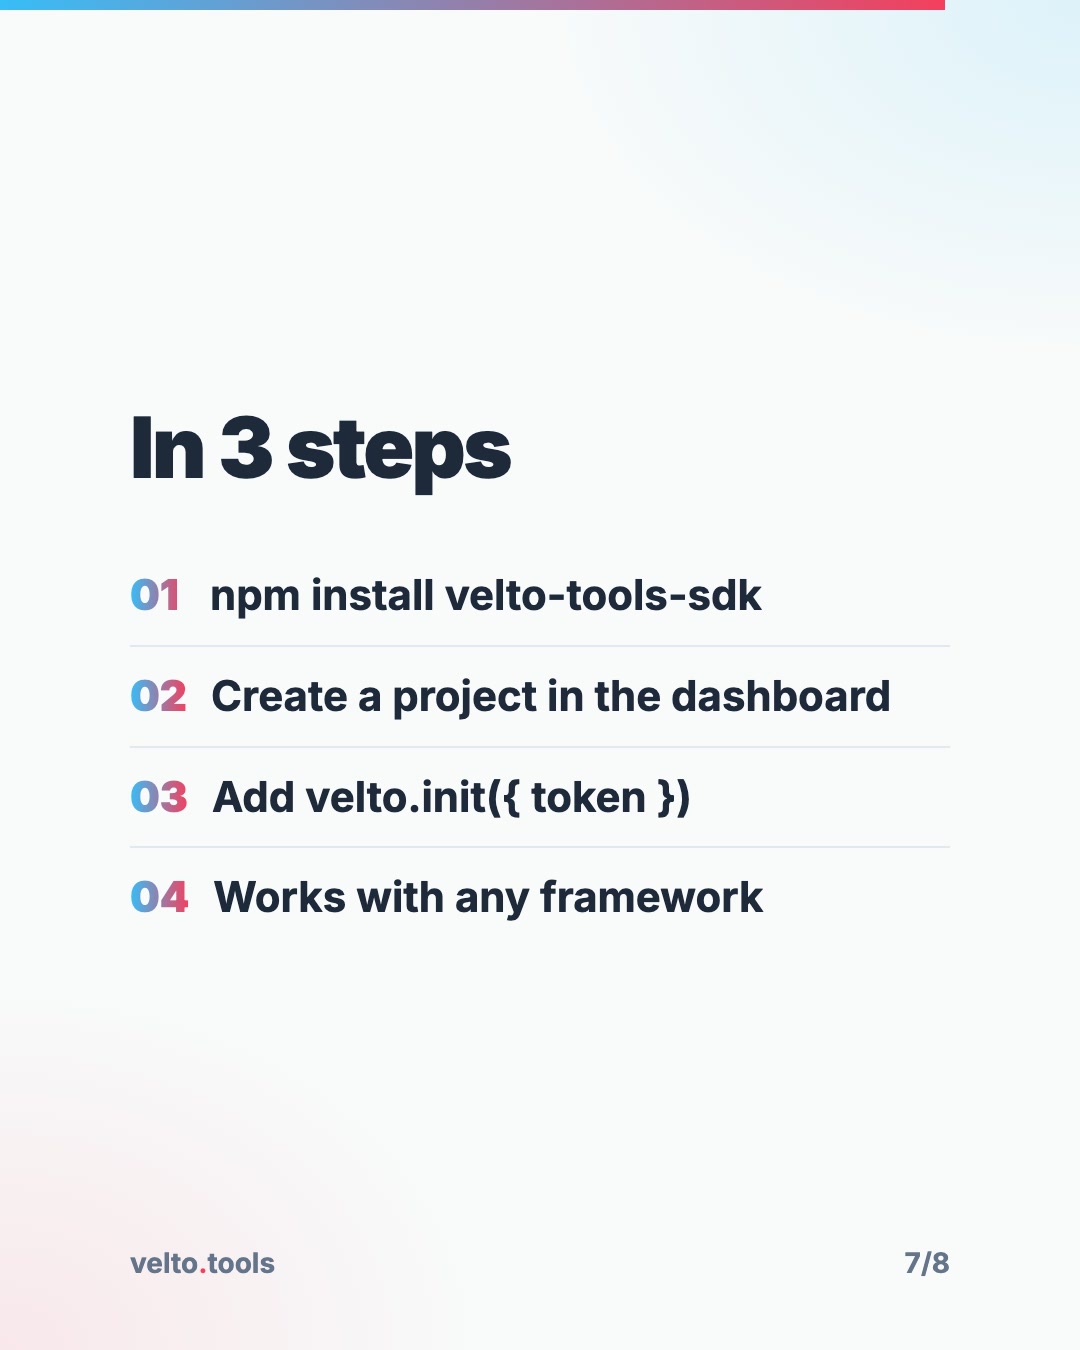 In 3 steps
01 npm install velto-tools-sdk
02 Create a project in the dashboard
03 Add velto.init({ token })
04 Works with any framework
velto.tools
7/8